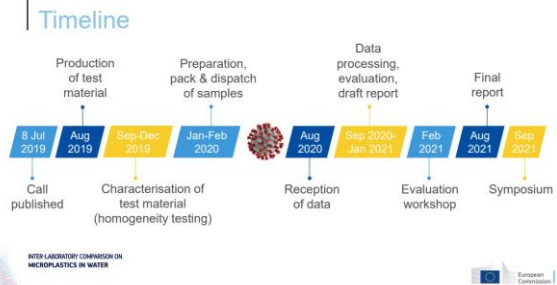 Timeline
Production
of test
material
Preparation,
pack & dispatch
of samples
Data
processing,
evaluation,
draft report
Final
report
8 Jul
2019
Aug
2019
Sep-Dec
2019
Jan-Feb
2020
Aug
2020
Sep 2020-
Jan 2021
Feb
2021
Aug
2021
Sep
2021
Call
published
Characterisation of
test material
(homogeneity testing)
Reception
of data
Evaluation
workshop
Symposium
INTER-LABORATORY COMPARISON ON
MICROPLASTICS IN WATER
European
Commission